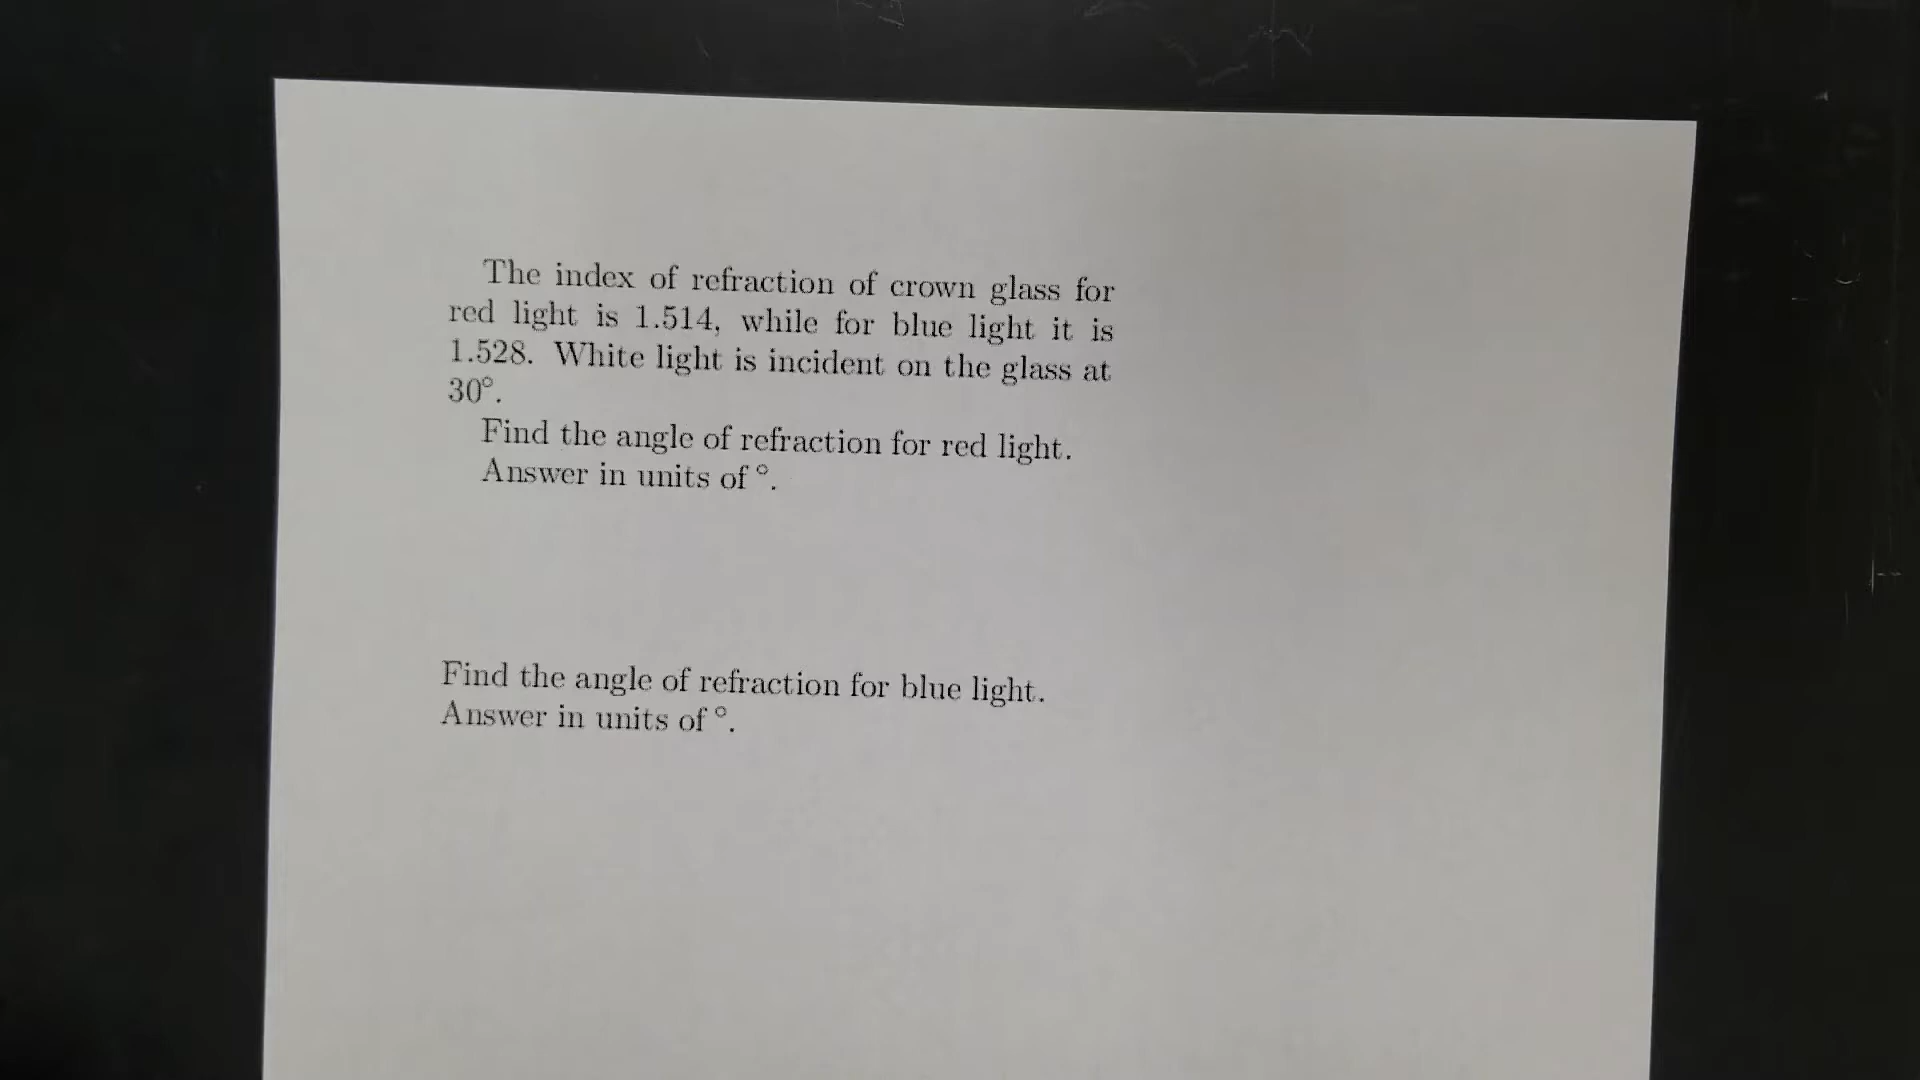 The index of refraction of crown glass for
red light is 1.514, while for blue light it is
1.528. White light is incident on the glass at
30°.
Find the angle of refraction for red light.
Answer in units of °.
Find the angle of refraction for blue light.
Answer in units of °.